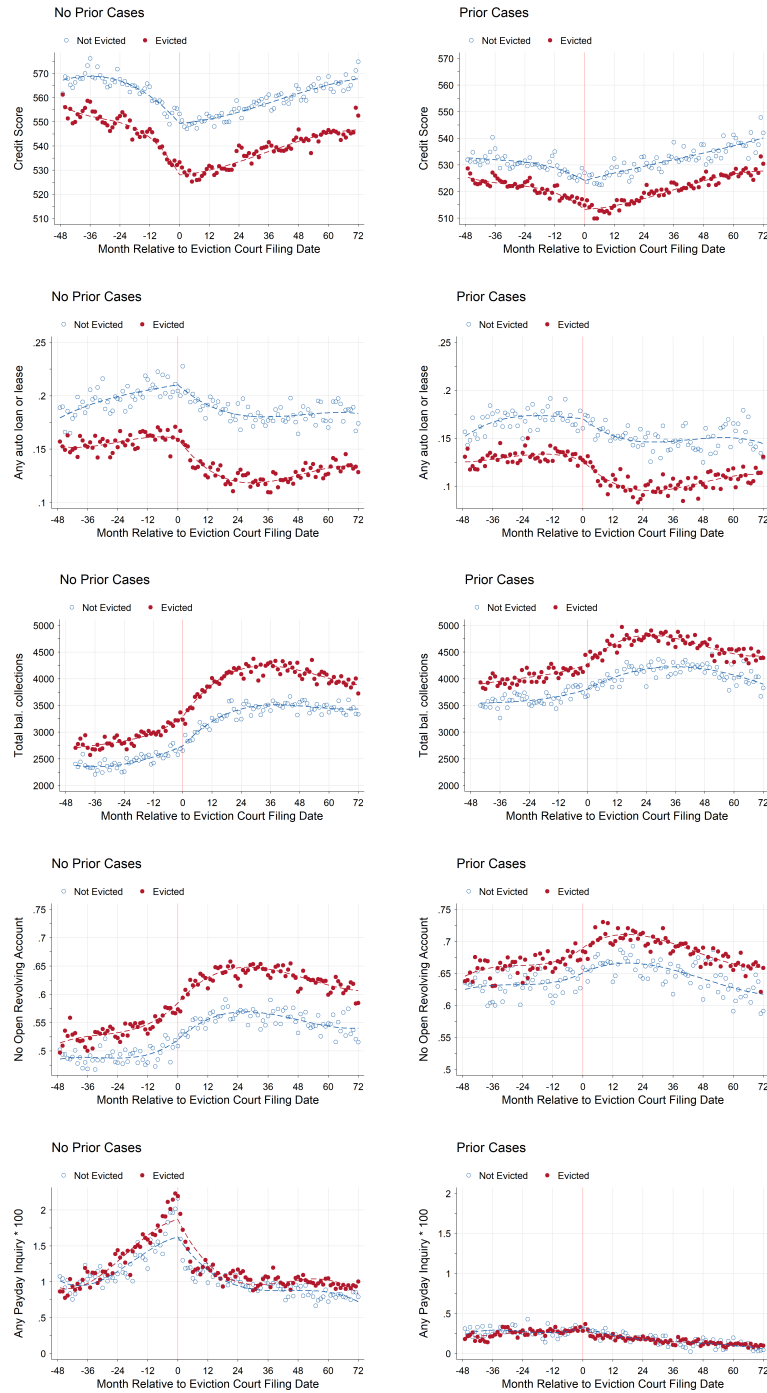 No Prior Cases
Not Evicted Evicted
Credit Score
570
560
550
540
530
520
510
-48 -36 -24 -12 0 12 24 36 48 60 72
Month Relative to Eviction Court Filing Date
Prior Cases
Not Evicted Evicted
Credit Score
570
560
550
540
530
520
510
-48 -36 -24 -12 0 12 24 36 48 60 72
Month Relative to Eviction Court Filing Date
No Prior Cases
Not Evicted Evicted
Any auto loan or lease
.25
.2
.15
.1
-48 -36 -24 -12 0 12 24 36 48 60 72
Month Relative to Eviction Court Filing Date
Prior Cases
Not Evicted Evicted
Any auto loan or lease
.25
.2
.15
.1
-48 -36 -24 -12 0 12 24 36 48 60 72
Month Relative to Eviction Court Filing Date
No Prior Cases
Not Evicted Evicted
Total bal. collections
5000
4500
4000
3500
3000
2500
2000
-48 -36 -24 -12 0 12 24 36 48 60 72
Month Relative to Eviction Court Filing Date
Prior Cases
Not Evicted Evicted
Total bal. collections
5000
4500
4000
3500
3000
2500
2000
-48 -36 -24 -12 0 12 24 36 48 60 72
Month Relative to Eviction Court Filing Date
No Prior Cases
Not Evicted Evicted
No Open Revolving Account
.75
.7
.65
.6
.55
.5
-48 -36 -24 -12 0 12 24 36 48 60 72
Month Relative to Eviction Court Filing Date
Prior Cases
Not Evicted Evicted
No Open Revolving Account
.75
.7
.65
.6
.55
.5
-48 -36 -24 -12 0 12 24 36 48 60 72
Month Relative to Eviction Court Filing Date
No Prior Cases
Not Evicted Evicted
Any Payday Inquiry * 100
2
1.5
1
.5
0
-48 -36 -24 -12 0 12 24 36 48 60 72
Month Relative to Eviction Court Filing Date
Prior Cases
Not Evicted Evicted
Any Payday Inquiry * 100
2
1.5
1
.5
0
-48 -36 -24 -12 0 12 24 36 48 60 72
Month Relative to Eviction Court Filing Date